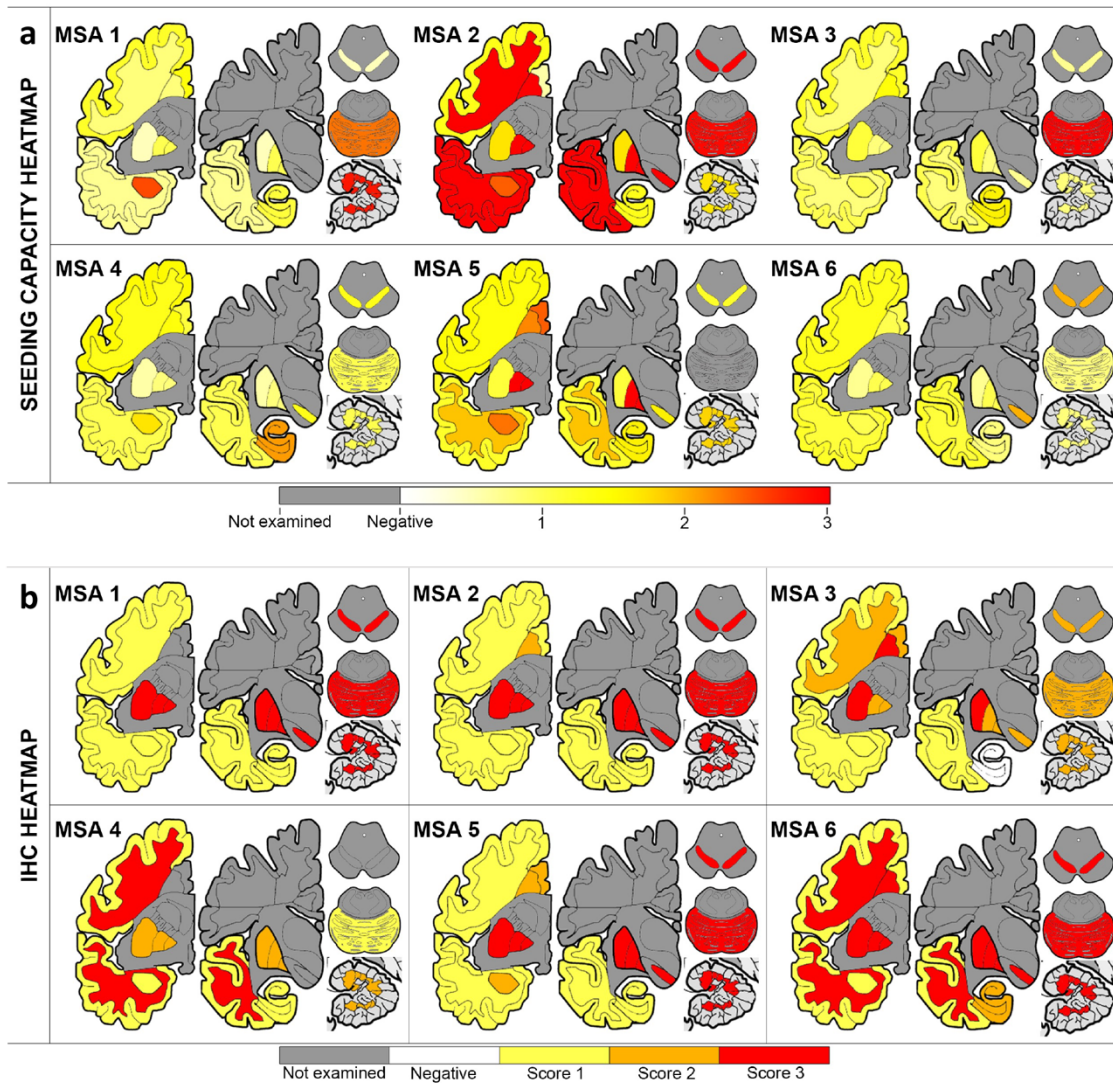 a
SEEDING CAPACITY HEATMAP
MSA 1
MSA 2
MSA 3
MSA 4
MSA 5
MSA 6
Not examined
Negative
1
2
3
b
IHC HEATMAP
MSA 1
MSA 2
MSA 3
MSA 4
MSA 5
MSA 6
Not examined
Negative
Score 1
Score 2
Score 3